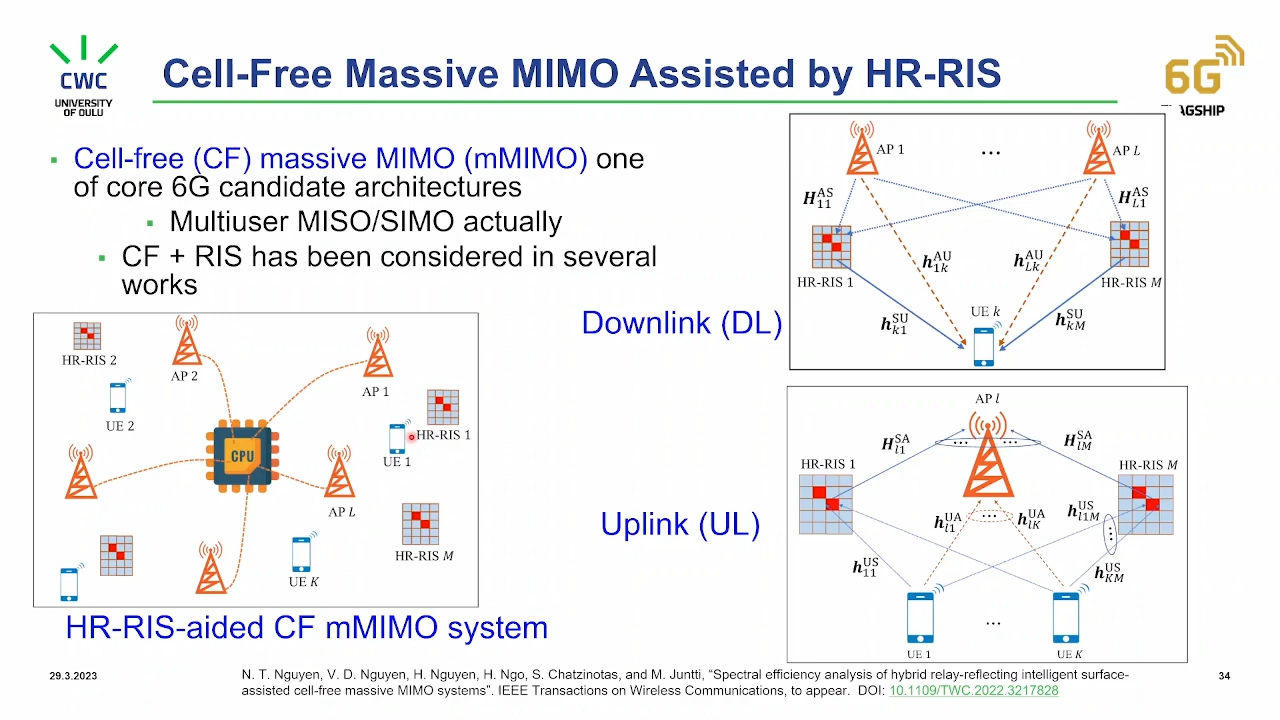 CWC
UNIVERSITY
OF OULU
Cell-Free Massive MIMO Assisted by HR-RIS
6G
AGSHIP
▪ Cell-free (CF) massive MIMO (mMIMO) one
of core 6G candidate architectures
▪ Multiuser MISO/SIMO actually
▪ CF + RIS has been considered in several
works
HR-RIS 2
AP 2
AP 1
UE 2
HR-RIS 1
UE 1
CPU
AP L
HR-RIS M
UE K
HR-RIS-aided CF mMIMO system
Downlink (DL)
AP 1
...
AP L
H_11^AS
H_L1^AS
HR-RIS 1
h_1k^AU
h_Lk^AU
HR-RIS M
h_k1^SU
UE k
h_kM^SU
Uplink (UL)
AP l
H_l1^SA
... ...
H_lM^SA
HR-RIS 1
HR-RIS M
h_l1^UA
...
h_lK^UA
h_l1M^US
h_11^US
h_KM^US
...
UE 1
UE K
29.3.2023
N. T. Nguyen, V. D. Nguyen, H. Nguyen, H. Ngo, S. Chatzinotas, and M. Juntti, “Spectral efficiency analysis of hybrid relay-reflecting intelligent surface-
assisted cell-free massive MIMO systems”. IEEE Transactions on Wireless Communications, to appear. DOI: 10.1109/TWC.2022.3217828
34